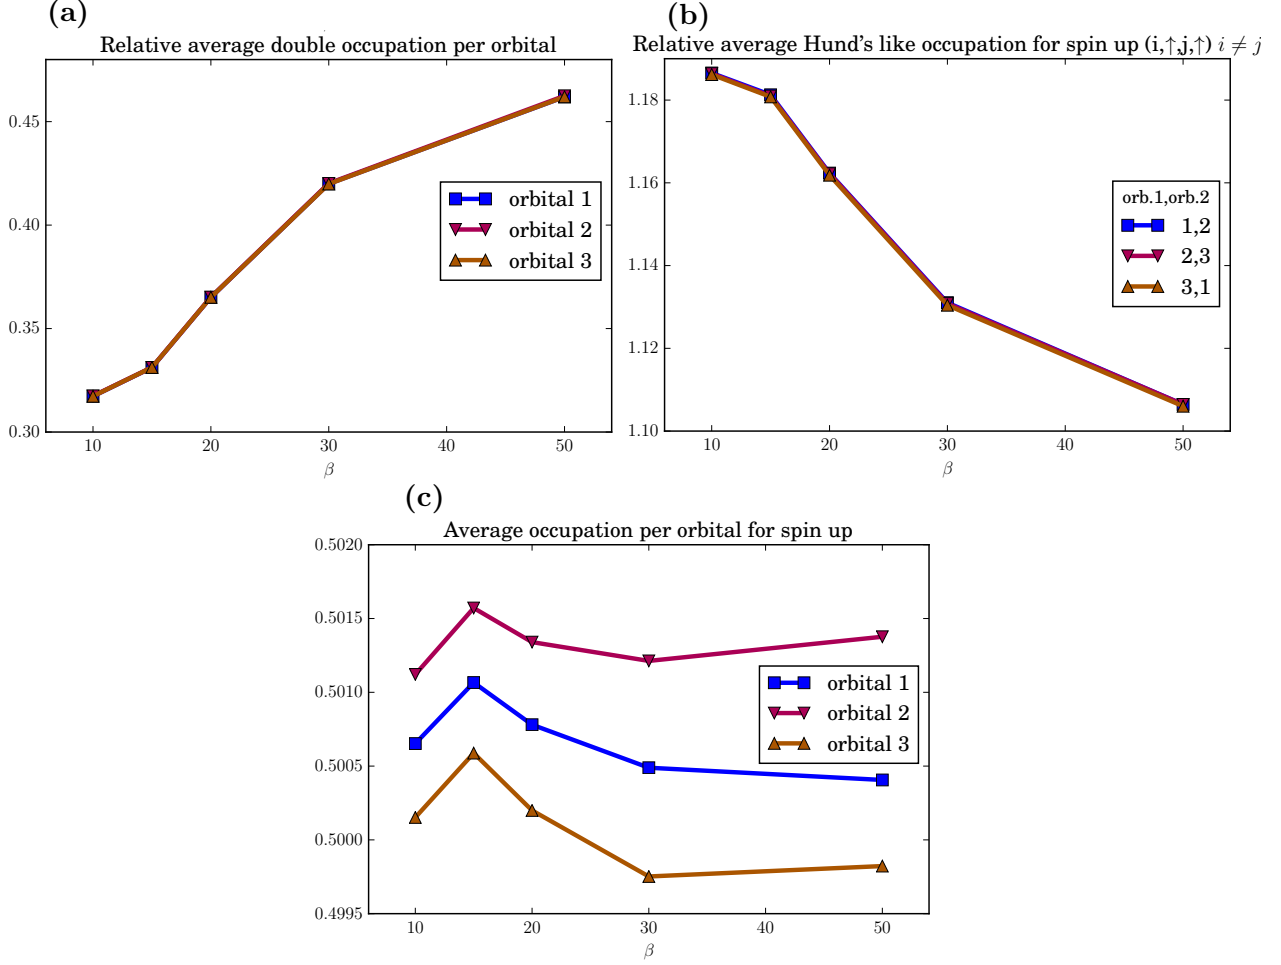 (a)
Relative average double occupation per orbital
0.45
0.40
0.35
0.30
10
20
30
40
50
β
orbital 1
orbital 2
orbital 3
(b)
Relative average Hund's like occupation for spin up (i,↑,j,↑) i ≠ j
1.18
1.16
1.14
1.12
1.10
10
20
30
40
50
β
orb.1,orb.2
1,2
2,3
3,1
(c)
Average occupation per orbital for spin up
0.5020
0.5015
0.5010
0.5005
0.5000
0.4995
10
20
30
40
50
β
orbital 1
orbital 2
orbital 3